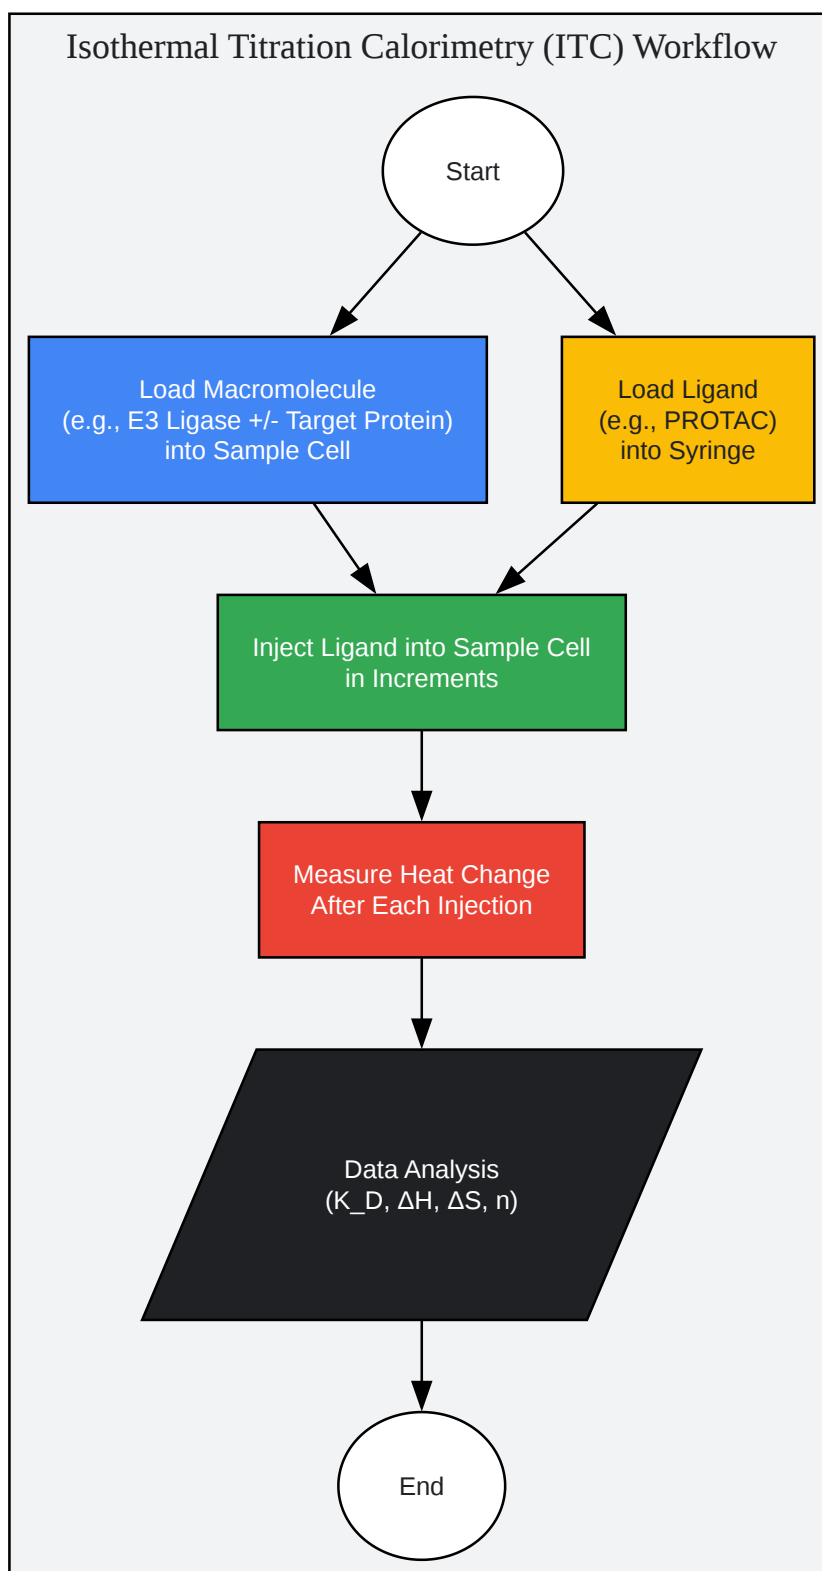 Isothermal Titration Calorimetry (ITC) Workflow
Start
Load Macromolecule
(e.g., E3 Ligase +/- Target Protein)
into Sample Cell
Load Ligand
(e.g., PROTAC)
into Syringe
Inject Ligand into Sample Cell
in Increments
Measure Heat Change
After Each Injection
Data Analysis
(K_D, ΔH, ΔS, n)
End